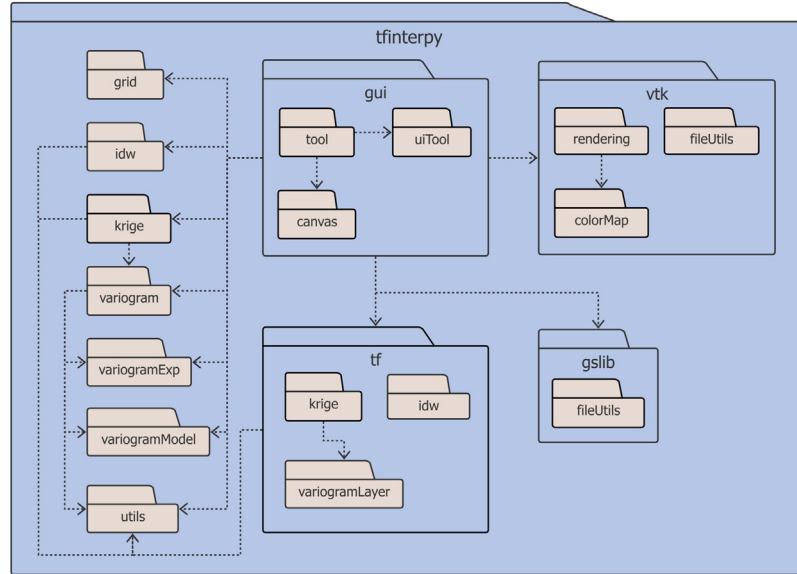 tfinterpy
grid
idw
krige
variogram
variogramExp
variogramModel
utils
gui
tool
uiTool
canvas
vtk
rendering
fileUtils
colorMap
tf
krige
idw
variogramLayer
gslib
fileUtils